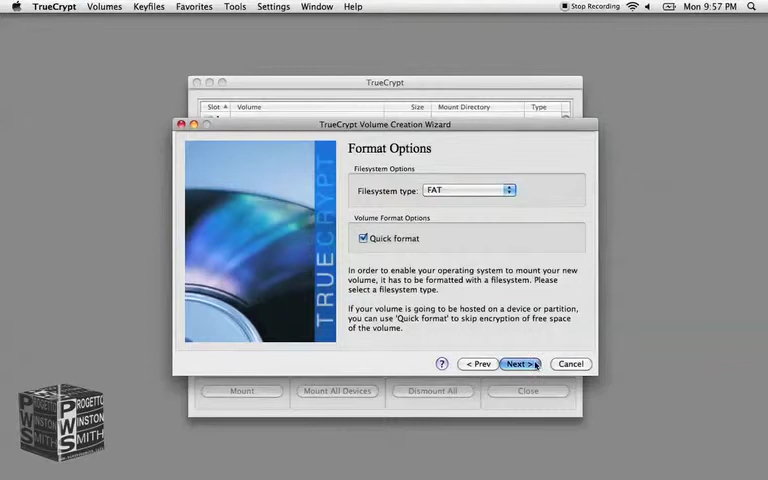 TrueCrypt Volumes Keyfiles Favorites Tools Settings Window Help Stop Recording Mon 9:57 PM
TrueCrypt
Slot Volume Size Mount Directory Type
TrueCrypt Volume Creation Wizard
TRUECRYPT
Format Options
Filesystem Options
Filesystem type: FAT
Volume Format Options
Quick format
In order to enable your operating system to mount your new
volume, it has to be formatted with a filesystem. Please
select a filesystem type.
If your volume is going to be hosted on a device or partition,
you can use 'Quick format' to skip encryption of free space
of the volume.
? < Prev Next > Cancel
Mount Mount All Devices Dismount All Close
PROGETTO
WINSTON
SMITH
PWS
PROGETTO
WINSTON
SMITH